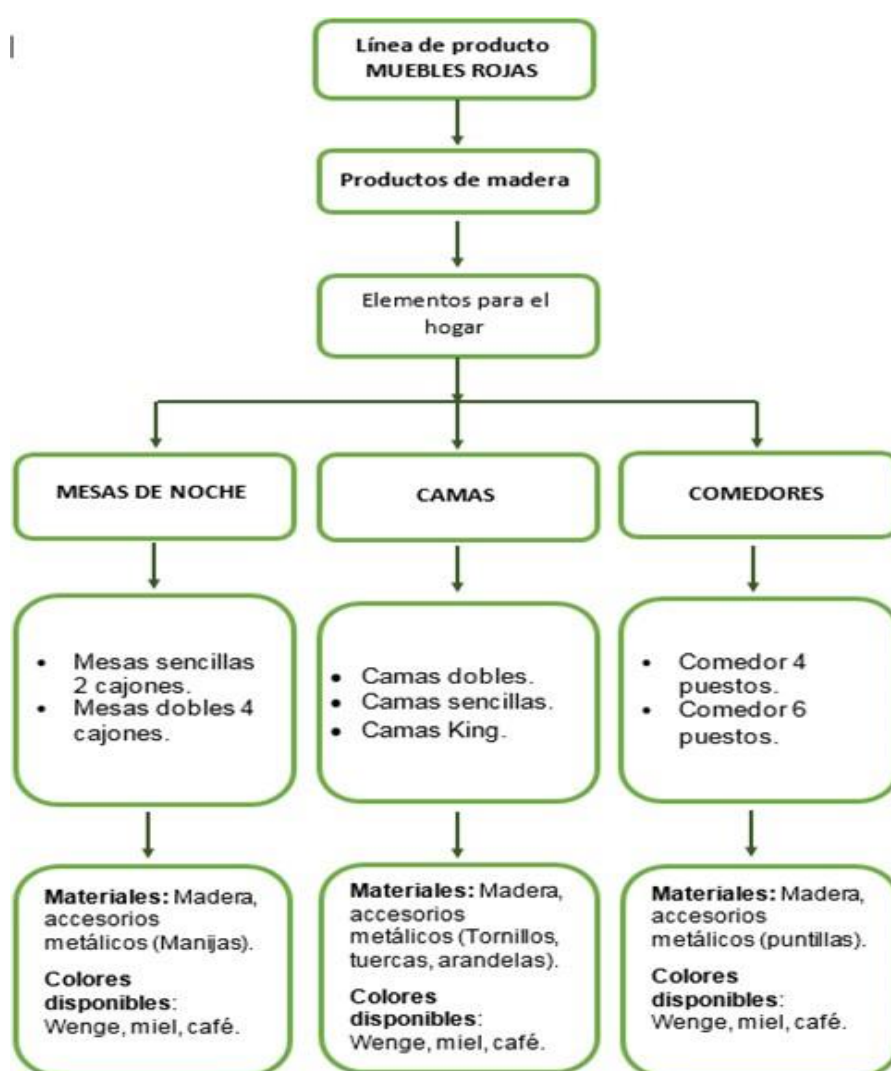 Línea de producto
MUEBLES ROJAS
Productos de madera
Elementos para el
hogar
MESAS DE NOCHE
CAMAS
COMEDORES
• Mesas sencillas
2 cajones.
• Mesas dobles 4
cajones.
• Camas dobles.
• Camas sencillas.
• Camas King.
• Comedor 4
puestos.
• Comedor 6
puestos.
Materiales: Madera,
accesorios
metálicos (Manijas).
Colores
disponibles:
Wenge, miel, café.
Materiales: Madera,
accesorios
metálicos (Tornillos,
tuercas, arandelas).
Colores
disponibles:
Wenge, miel, café.
Materiales: Madera,
accesorios
metálicos (puntillas).
Colores
disponibles:
Wenge, miel, café.